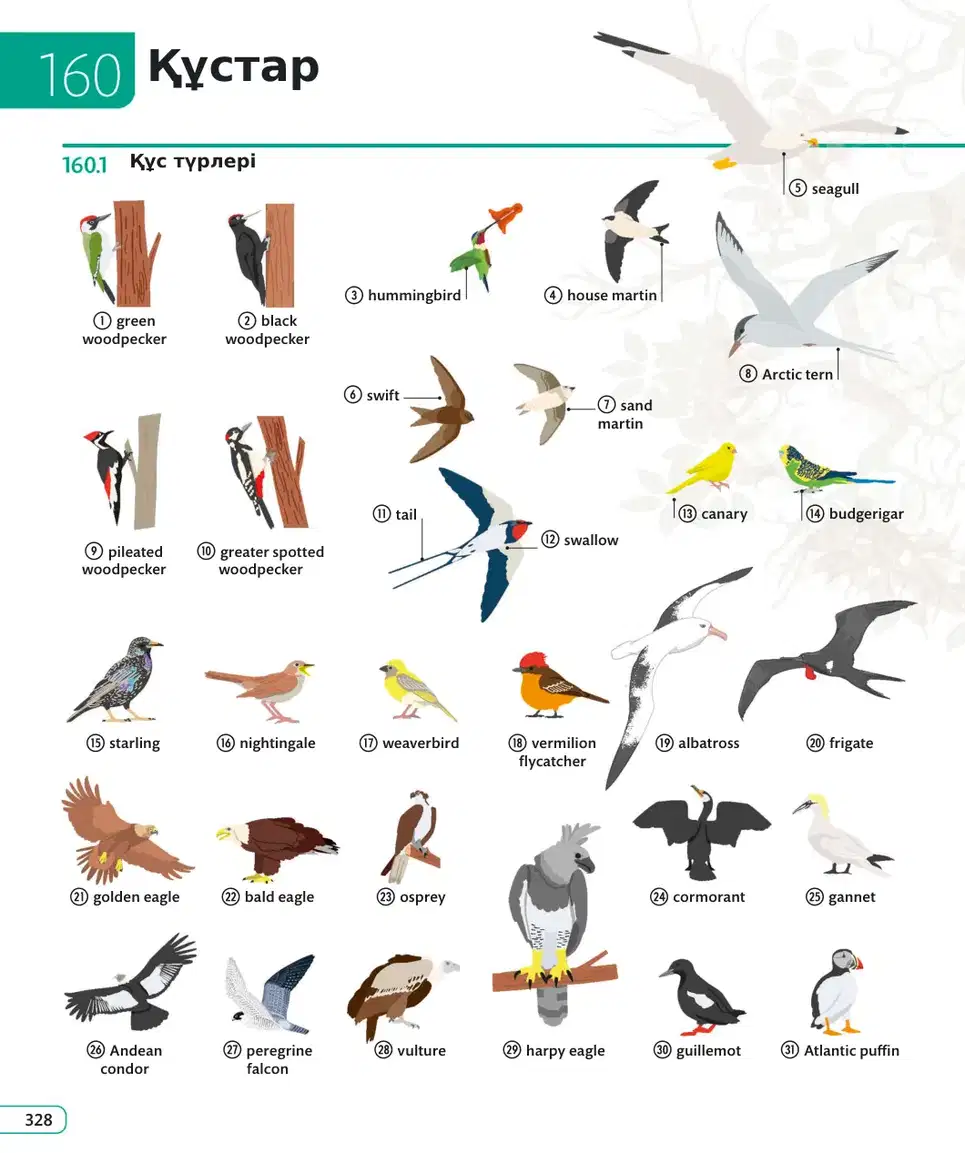 160 Құстар
160.1 Құс түрлері
⑤ seagull
① green
woodpecker
② black
woodpecker
③ hummingbird
④ house martin
⑧ Arctic tern
⑥ swift
⑦ sand
martin
⑨ pileated
woodpecker
⑩ greater spotted
woodpecker
⑪ tail
⑫ swallow
⑬ canary
⑭ budgerigar
⑮ starling
⑯ nightingale
⑰ weaverbird
⑱ vermilion
flycatcher
⑲ albatross
⑳ frigate
㉑ golden eagle
㉒ bald eagle
㉓ osprey
㉔ cormorant
㉕ gannet
㉖ Andean
condor
㉗ peregrine
falcon
㉘ vulture
㉙ harpy eagle
㉚ guillemot
㉛ Atlantic puffin
328